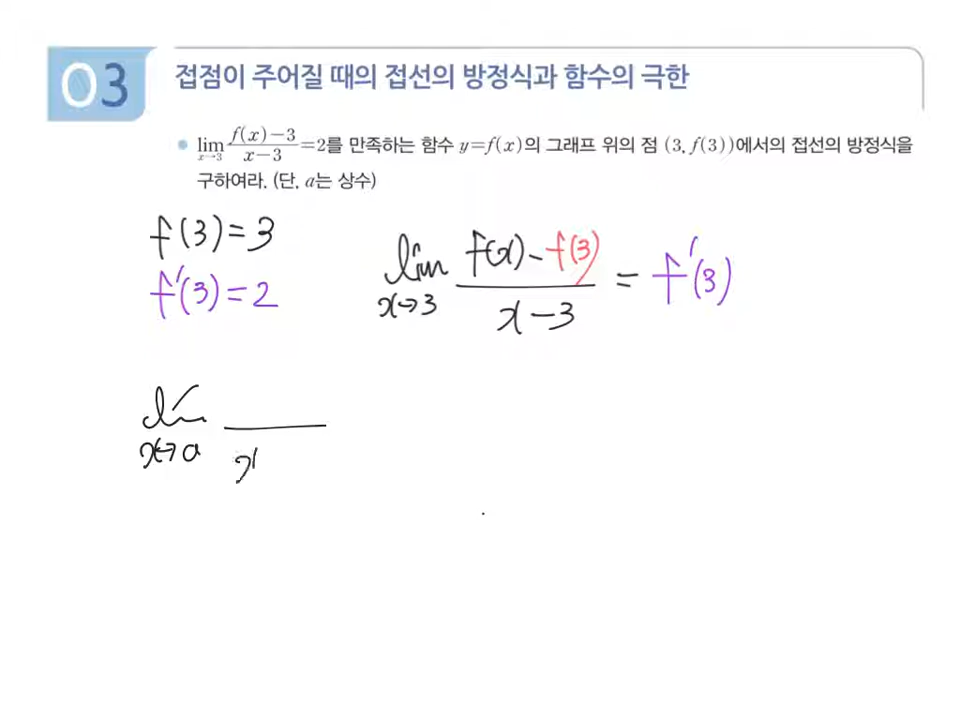 03 접점이 주어질 때의 접선의 방정식과 함수의 극한
lim x→3 f(x)−3 / x−3 =2를 만족하는 함수 y=f(x)의 그래프 위의 점 (3, f(3))에서의 접선의 방정식을
구하여라. (단, a는 상수)
f(3)=3
f'(3)=2
lim x→3 f(x)−f(3) / x−3 = f'(3)
lim x→a
x